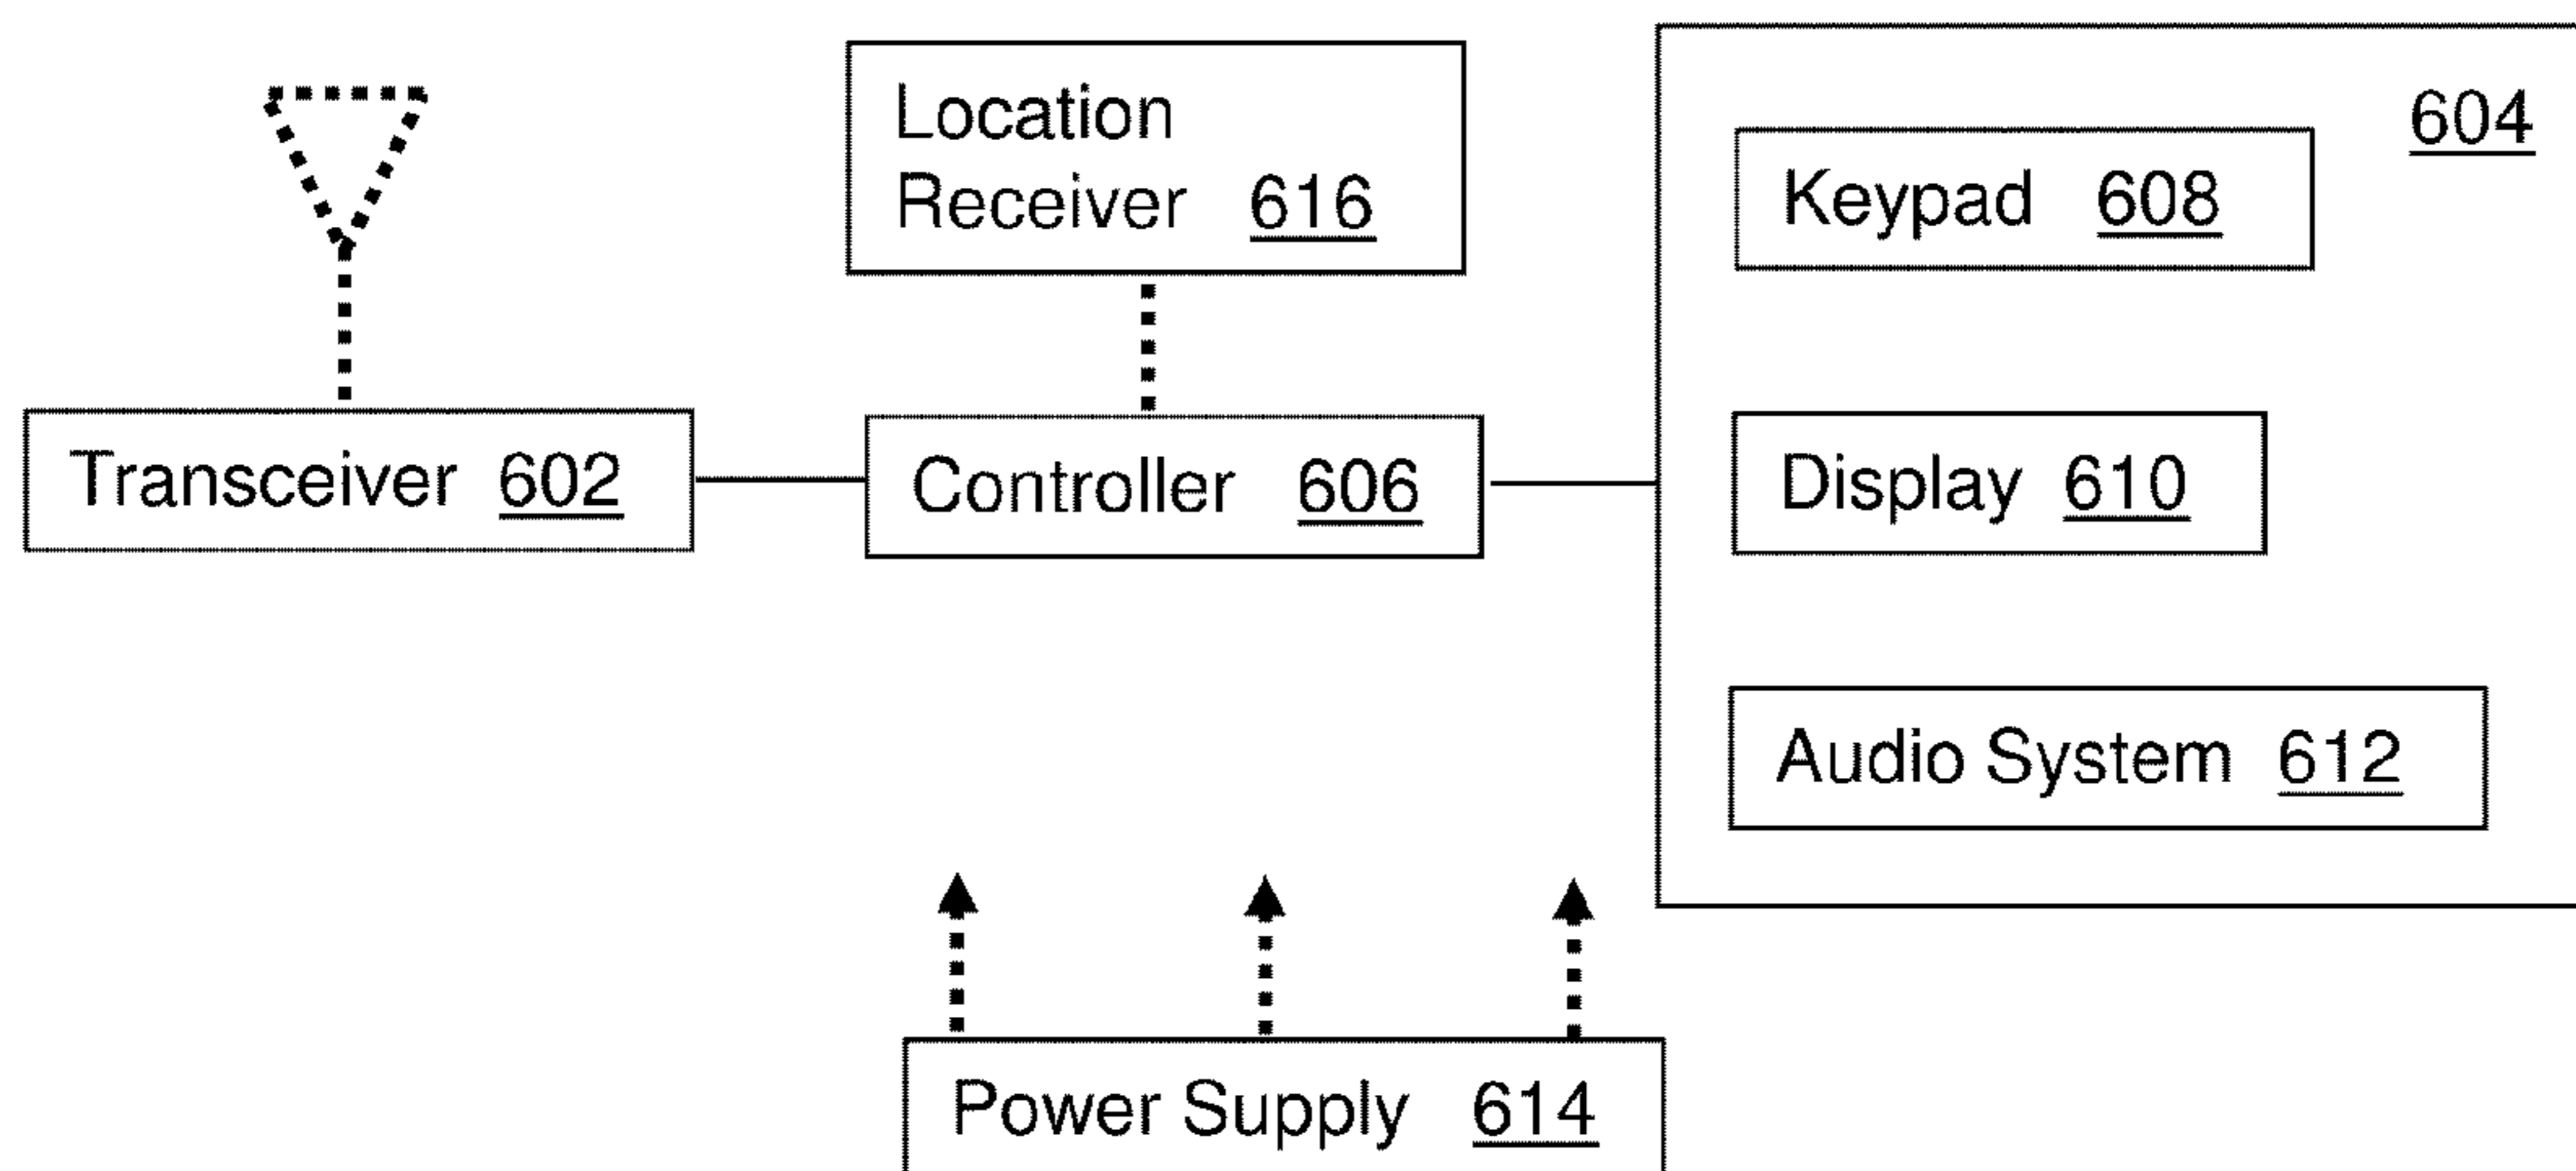 Location
Receiver 616
604
Keypad 608
Transceiver 602
Controller 606
Display 610
Audio System 612
Power Supply 614